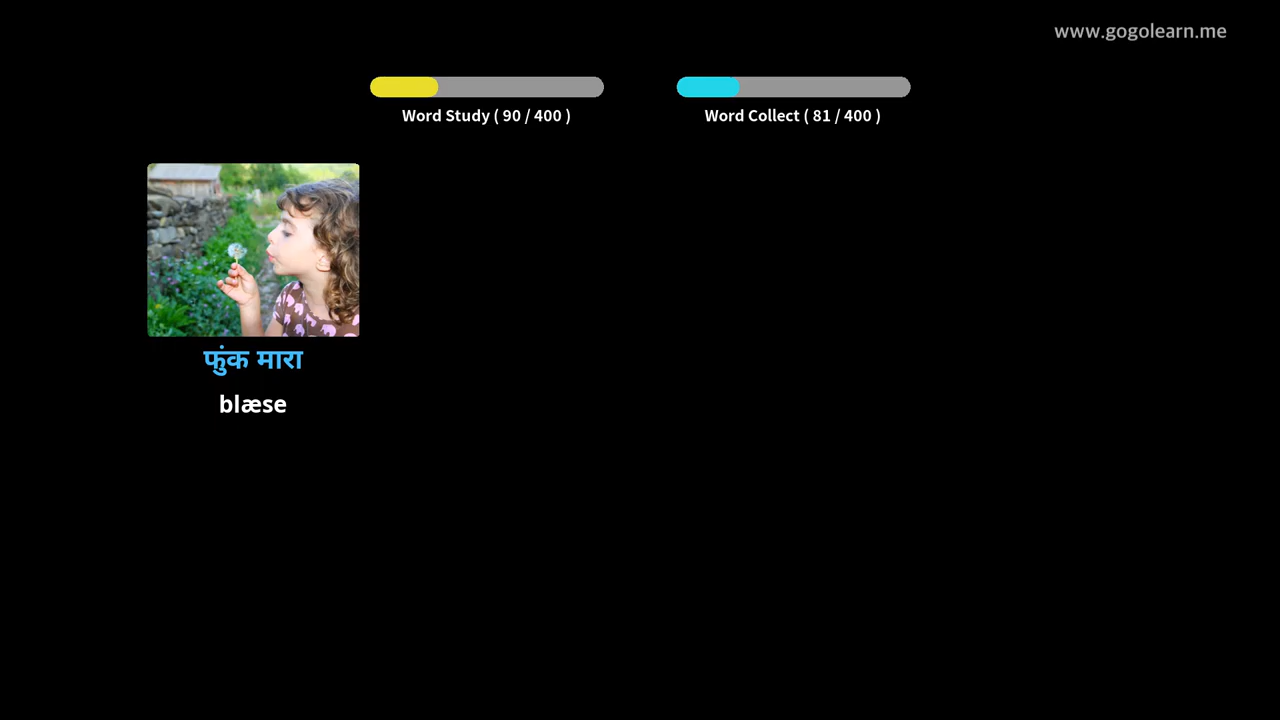 www.gogolearn.me
Word Study ( 90 / 400 )
Word Collect ( 81 / 400 )
फुंक मारा
blæse